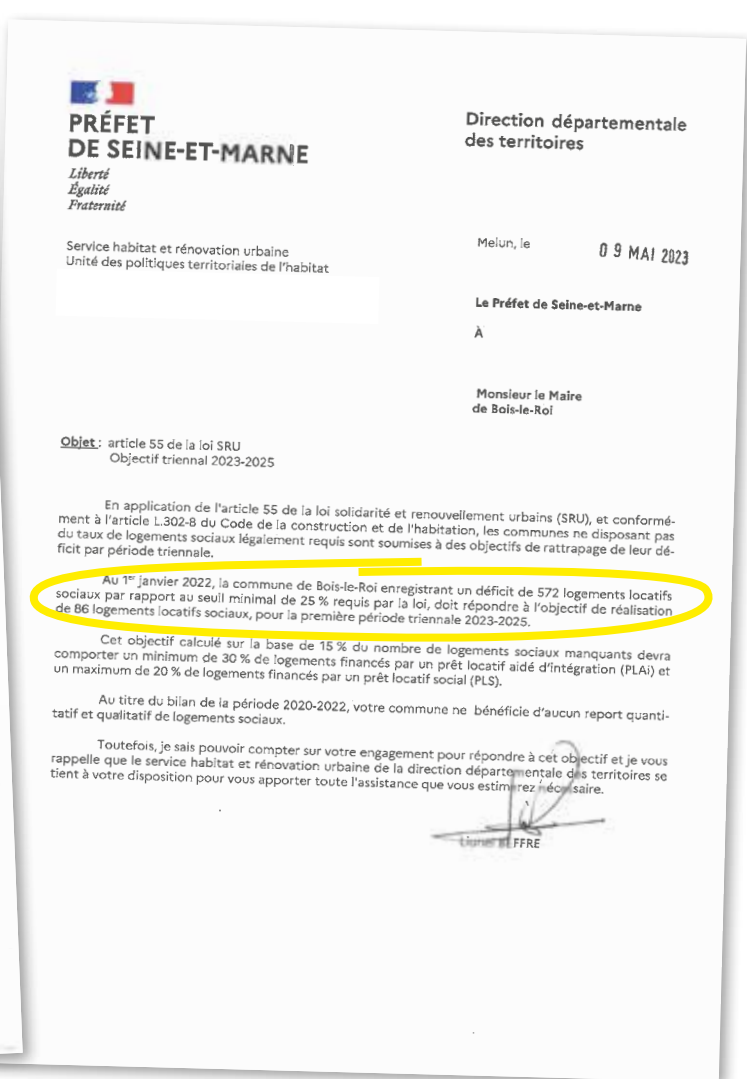 PRÉFET
DE SEINE-ET-MARNE
Liberté
Égalité
Fraternité
Direction départementale
des territoires
Service habitat et rénovation urbaine
Unité des politiques territoriales de l'habitat
Melun, le 09 MAI 2023
Le Préfet de Seine-et-Marne
À
Monsieur le Maire
de Bois-le-Roi
Objet : article 55 de la loi SRU
Objectif triennal 2023-2025
En application de l'article 55 de la loi solidarité et renouvellement urbains (SRU), et conformé-
ment à l'article L.302-8 du Code de la construction et de l'habitation, les communes ne disposant pas
du taux de logements sociaux légalement requis sont soumises à des objectifs de rattrapage de leur dé-
ficit par période triennale.
Au 1er janvier 2022, la commune de Bois-le-Roi enregistrant un déficit de 572 logements locatifs
sociaux par rapport au seuil minimal de 25 % requis par la loi, doit répondre à l'objectif de réalisation
de 86 logements locatifs sociaux, pour la première période triennale 2023-2025.
Cet objectif calculé sur la base de 15 % du nombre de logements sociaux manquants devra
comporter un minimum de 30 % de logements financés par un prêt locatif aidé d'intégration (PLAi) et
un maximum de 20 % de logements financés par un prêt locatif social (PLS).
Au titre du bilan de la période 2020-2022, votre commune ne bénéficie d'aucun report quanti-
tatif et qualitatif de logements sociaux.
Toutefois, je sais pouvoir compter sur votre engagement pour répondre à cet objectif et je vous
rappelle que le service habitat et rénovation urbaine de la direction départementale des territoires se
tient à votre disposition pour vous apporter toute l'assistance que vous estimerez nécessaire.
Lionel BEFFRE